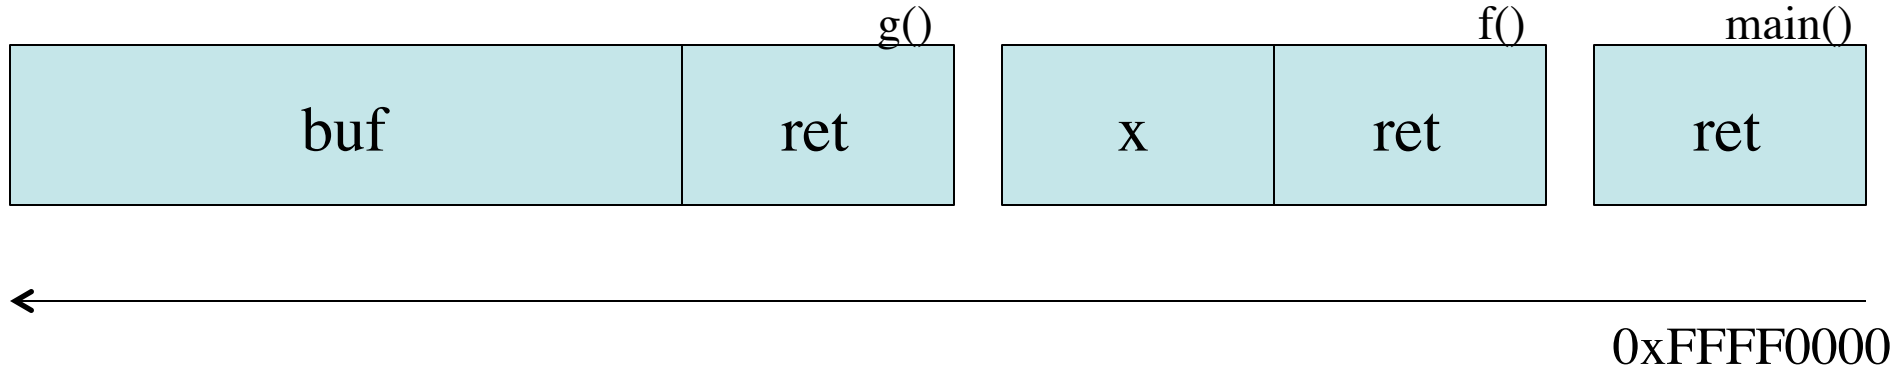 g() f() main()
buf ret x ret ret
0xFFFF0000